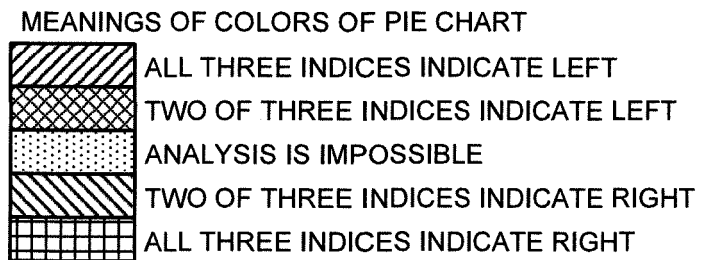 MEANINGS OF COLORS OF PIE CHART
ALL THREE INDICES INDICATE LEFT
TWO OF THREE INDICES INDICATE LEFT
ANALYSIS IS IMPOSSIBLE
TWO OF THREE INDICES INDICATE RIGHT
ALL THREE INDICES INDICATE RIGHT